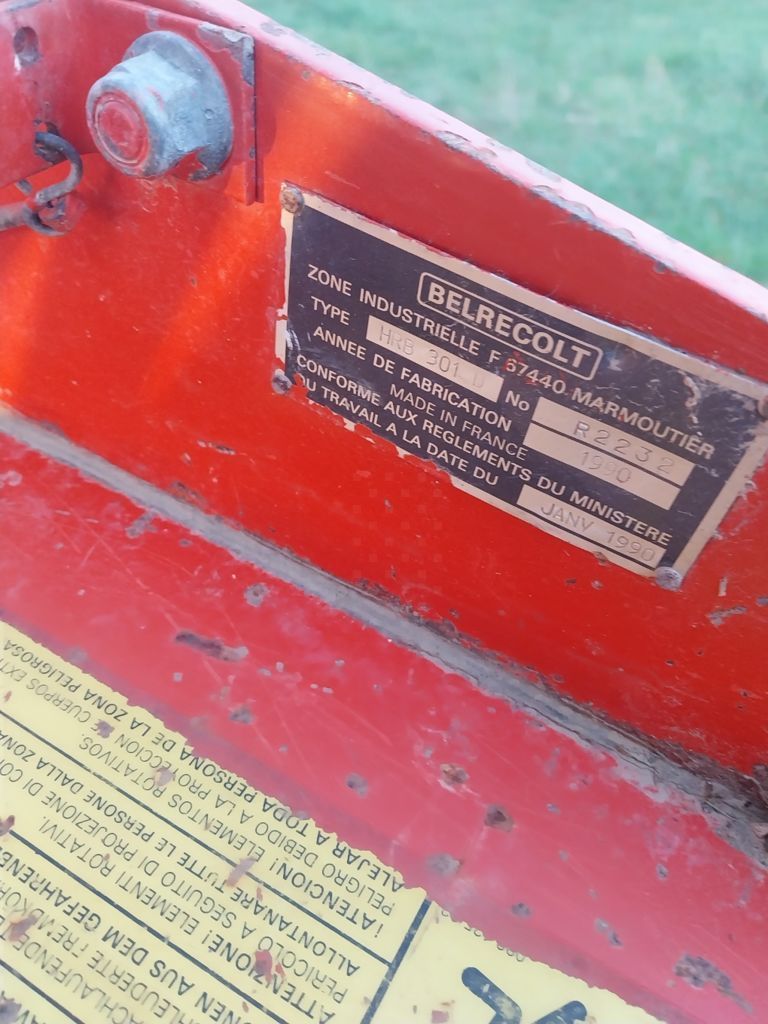 BELRECOLT
ZONE INDUSTRIELLE F 67440 MARMOUTIER
TYPE HRB 301 D No R2232
ANNEE DE FABRICATION 1990
MADE IN FRANCE
CONFORME AUX REGLEMENTS DU MINISTERE
DU TRAVAIL A LA DATE DU JANV 1990
¡ATENCION! ELEMENTOS ROTATIVOS.
PELIGRO DEBIDO A LA PROYECCION DE CUERPOS
ALEJAR A TODA PERSONA DE LA ZONA PELIGROSA
ATTENZIONE! ELEMENTI ROTATIVI.
PERICOLO A SEGUITO DI PROIEZIONE DI
ALLONTANARE TUTTE LE PERSONE DALLA ZONA
AUS DEM